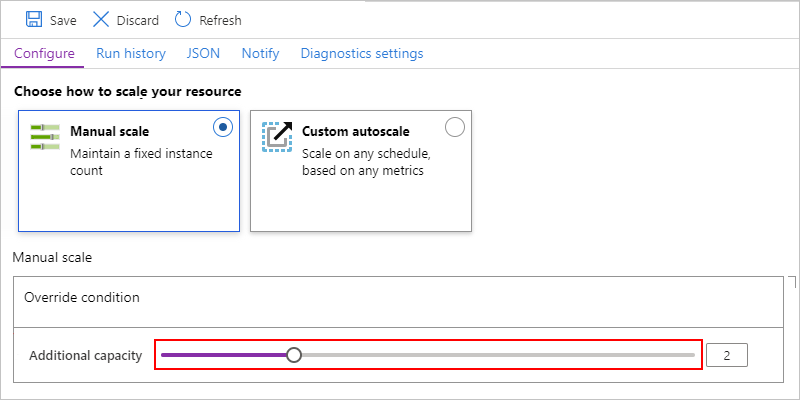 Save Discard Refresh
Configure Run history JSON Notify Diagnostics settings
Choose how to scale your resource
Manual scale
Maintain a fixed instance
count
Custom autoscale
Scale on any schedule,
based on any metrics
Manual scale
Override condition
Additional capacity 2